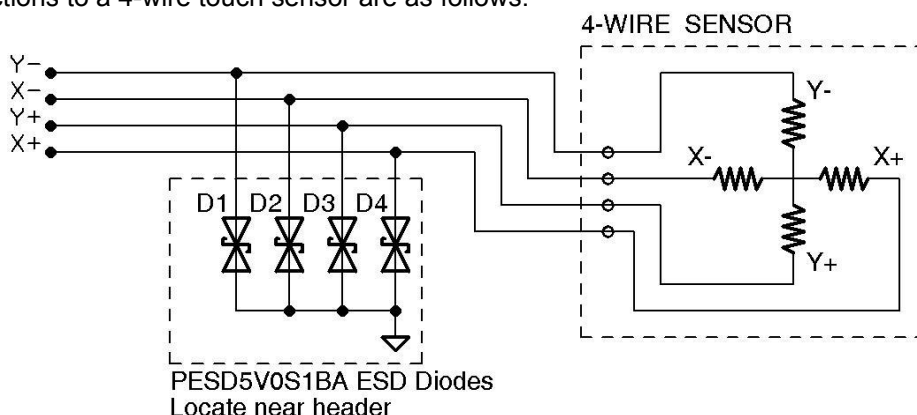 ctions to a 4-wire touch sensor are as follows:
4-WIRE SENSOR
Y-
X-
Y+
X+
Y-
X-
X+
Y+
D1 D2 D3 D4
PESD5V0S1BA ESD Diodes
Locate near header